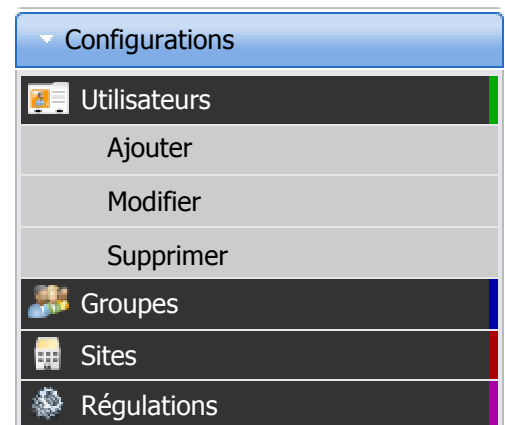 Configurations
Utilisateurs
Ajouter
Modifier
Supprimer
Groupes
Sites
Régulations